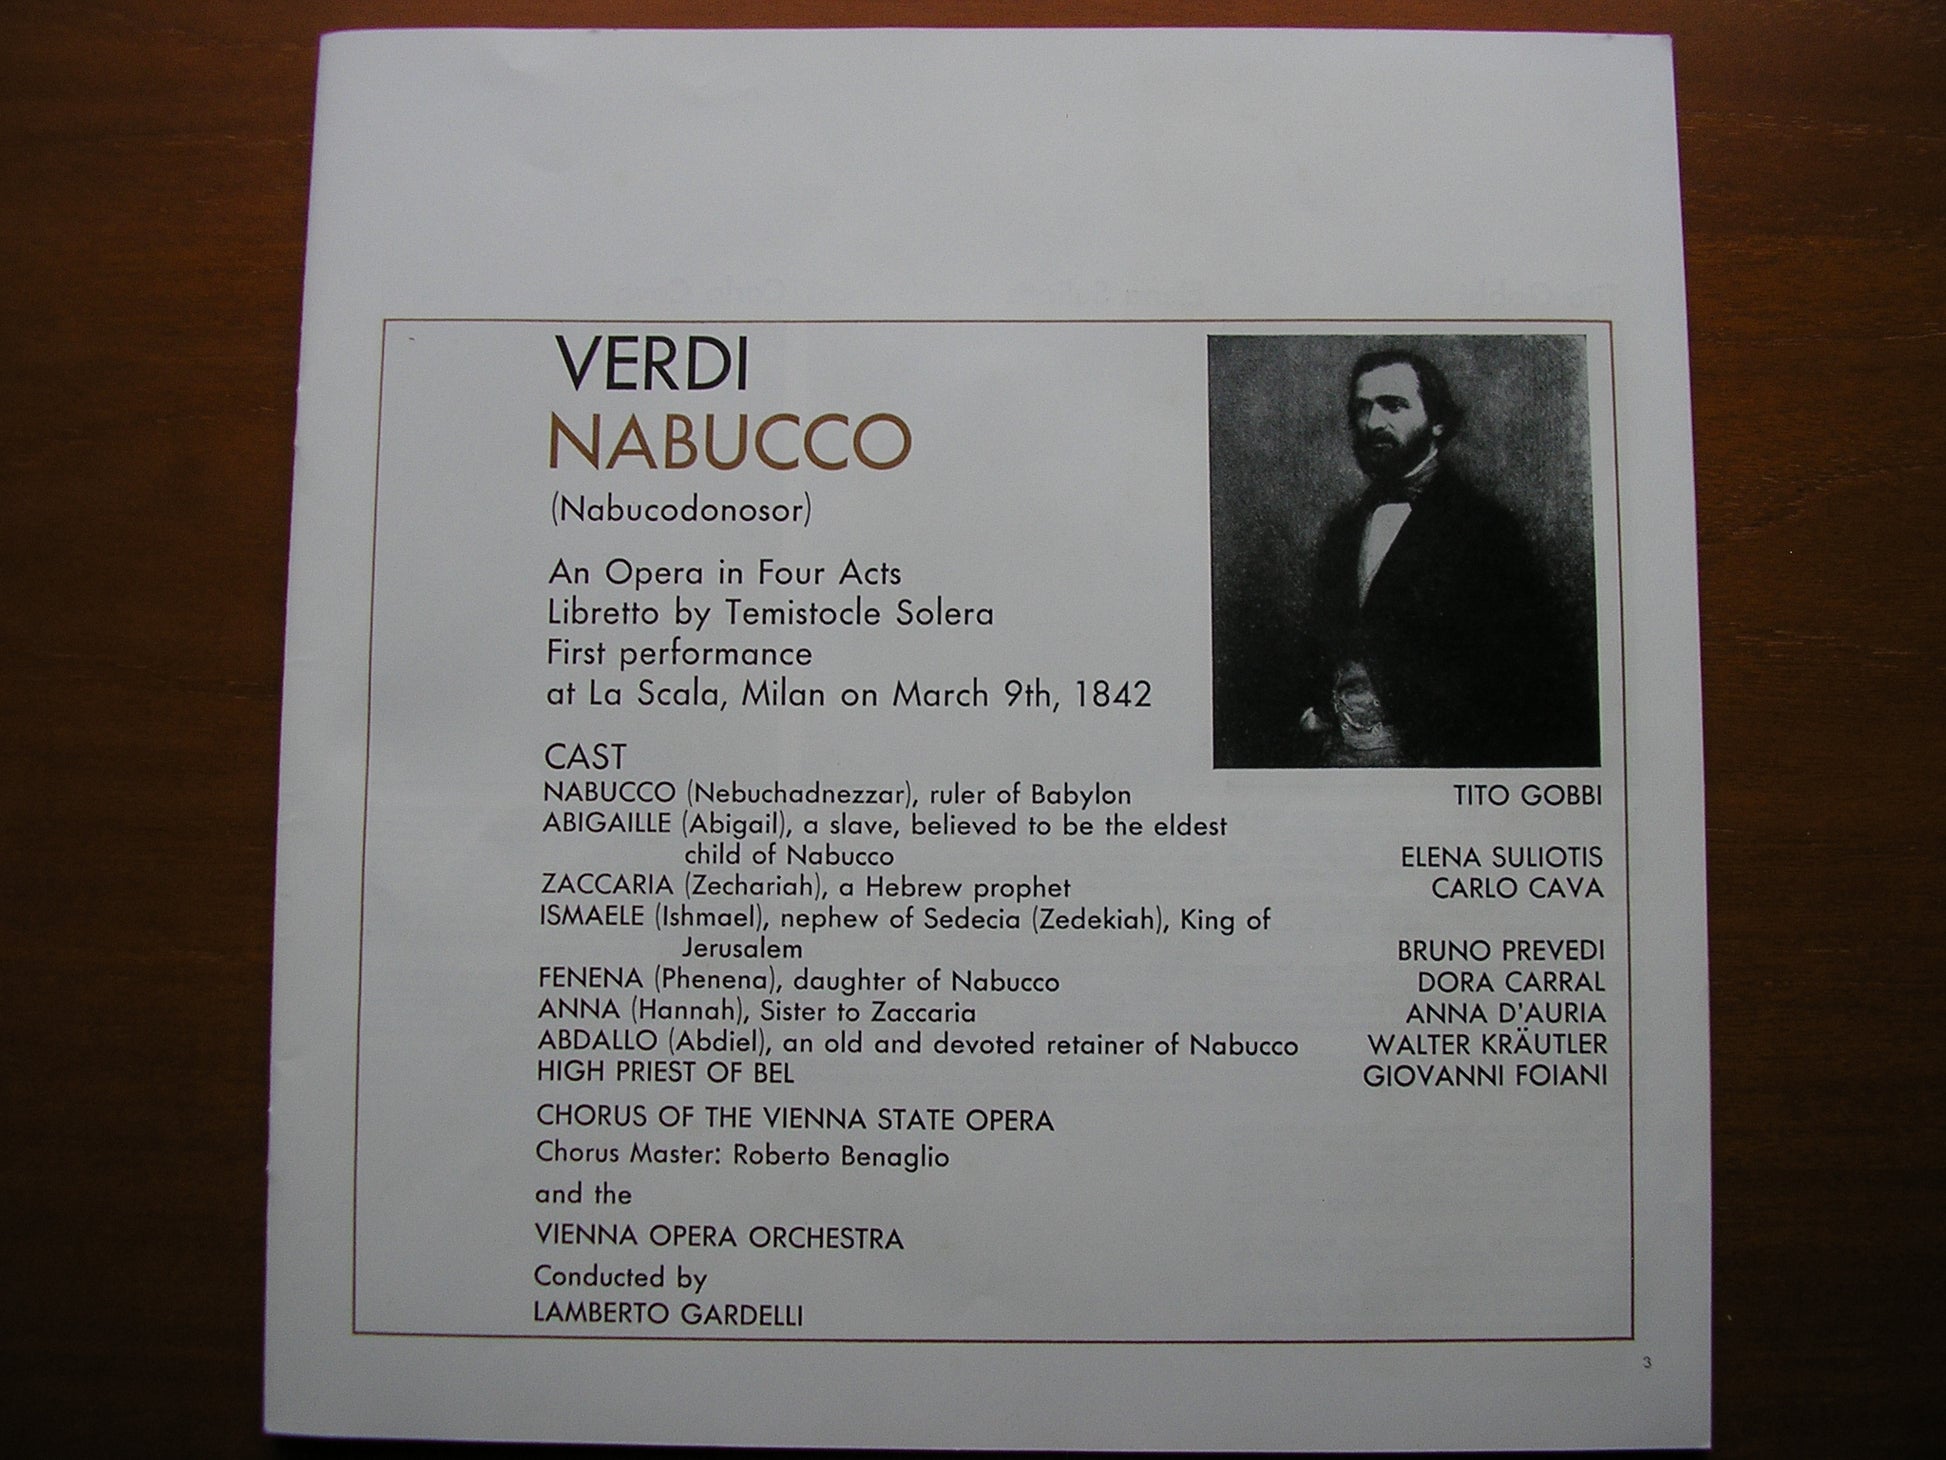 VERDI
NABUCCO
(Nabucodonosor)
An Opera in Four Acts
Libretto by Temistocle Solera
First performance
at La Scala, Milan on March 9th, 1842
CAST
NABUCCO (Nebuchadnezzar), ruler of Babylon TITO GOBBI
ABIGAILLE (Abigail), a slave, believed to be the eldest
child of Nabucco ELENA SULIOTIS
ZACCARIA (Zechariah), a Hebrew prophet CARLO CAVA
ISMAELE (Ishmael), nephew of Sedecia (Zedekiah), King of
Jerusalem BRUNO PREVEDI
FENENA (Phenena), daughter of Nabucco DORA CARRAL
ANNA (Hannah), Sister to Zaccaria ANNA D'AURIA
ABDALLO (Abdiel), an old and devoted retainer of Nabucco WALTER KRÄUTLER
HIGH PRIEST OF BEL GIOVANNI FOIANI
CHORUS OF THE VIENNA STATE OPERA
Chorus Master: Roberto Benaglio
and the
VIENNA OPERA ORCHESTRA
Conducted by
LAMBERTO GARDELLI
3